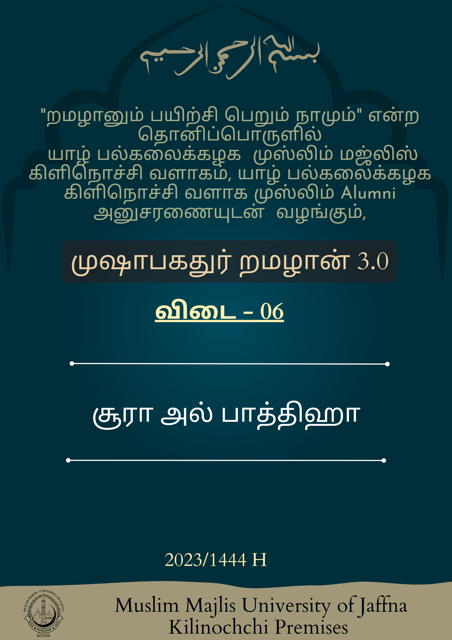 بسم الله الرحمن الرحيم
"றமழானும் பயிற்சி பெறும் நாமும்" என்ற
தொனிப்பொருளில்
யாழ் பல்கலைக்கழக முஸ்லிம் மஜ்லிஸ்
கிளிநொச்சி வளாகம், யாழ் பல்கலைக்கழக
கிளிநொச்சி வளாக முஸ்லிம் Alumni
அனுசரணையுடன் வழங்கும்,
முஷாபகதுர் றமழான் 3.0
விடை - 06
சூரா அல் பாத்திஹா
2023/1444 H
Muslim Majlis University of Jaffna
Kilinochchi Premises